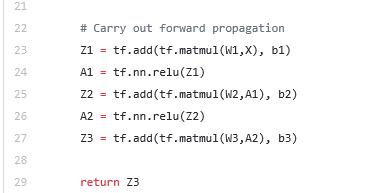 21
22 # Carry out forward propagation
23 Z1 = tf.add(tf.matmul(W1,X), b1)
24 A1 = tf.nn.relu(Z1)
25 Z2 = tf.add(tf.matmul(W2,A1), b2)
26 A2 = tf.nn.relu(Z2)
27 Z3 = tf.add(tf.matmul(W3,A2), b3)
28
29 return Z3